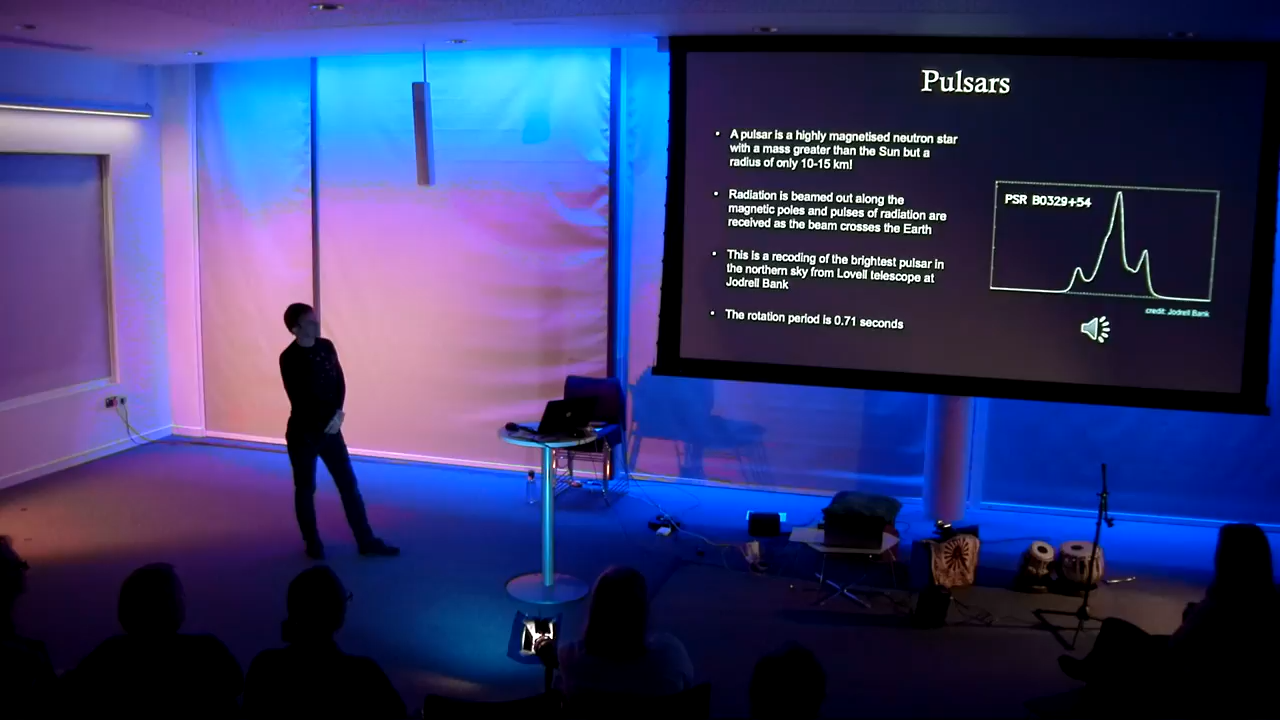 Pulsars
• A pulsar is a highly magnetised neutron star
with a mass greater than the Sun but a
radius of only 10-15 km!
• Radiation is beamed out along the
magnetic poles and pulses of radiation are
received as the beam crosses the Earth
• This is a recoding of the brightest pulsar in
the northern sky from Lovell telescope at
Jodrell Bank
• The rotation period is 0.71 seconds
PSR B0329+54
credit: Jodrell Bank